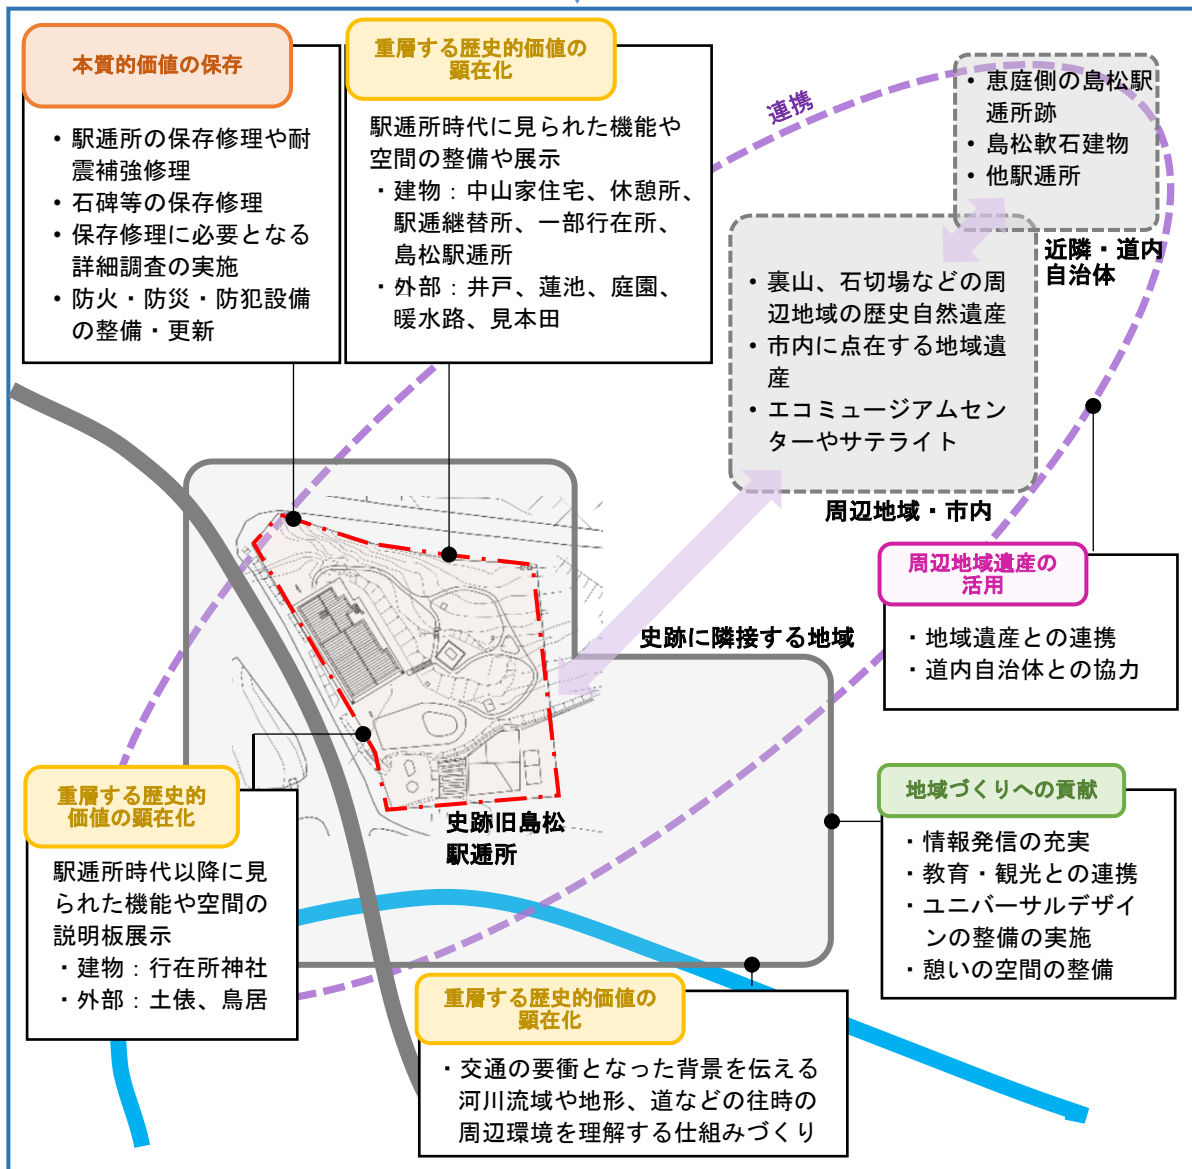 本質的価値の保存
• 駅逓所の保存修理や耐
震補強修理
• 石碑等の保存修理
• 保存修理に必要となる
詳細調査の実施
• 防火・防災・防犯設備
の整備・更新
重層する歴史的価値の
顕在化
駅逓所時代に見られた機能や
空間の整備や展示
・建物：中山家住宅、休憩所、
駅逓継替所、一部行在所、
島松駅逓所
・外部：井戸、蓮池、庭園、
暖水路、見本田
連携
• 恵庭側の島松駅
逓所跡
• 島松軟石建物
• 他駅逓所
近隣・道内
自治体
• 裏山、石切場などの周
辺地域の歴史自然遺産
• 市内に点在する地域遺
産
• エコミュージアムセン
ターやサテライト
周辺地域・市内
周辺地域遺産の
活用
・地域遺産との連携
・道内自治体との協力
史跡に隣接する地域
史跡旧島松
駅逓所
重層する歴史的
価値の顕在化
駅逓所時代以降に見
られた機能や空間の
説明板展示
・建物：行在所神社
・外部：土俵、鳥居
地域づくりへの貢献
・情報発信の充実
・教育・観光との連携
・ユニバーサルデザイ
ンの整備の実施
・憩いの空間の整備
重層する歴史的価値の
顕在化
・交通の要衝となった背景を伝える
河川流域や地形、道などの往時の
周辺環境を理解する仕組みづくり